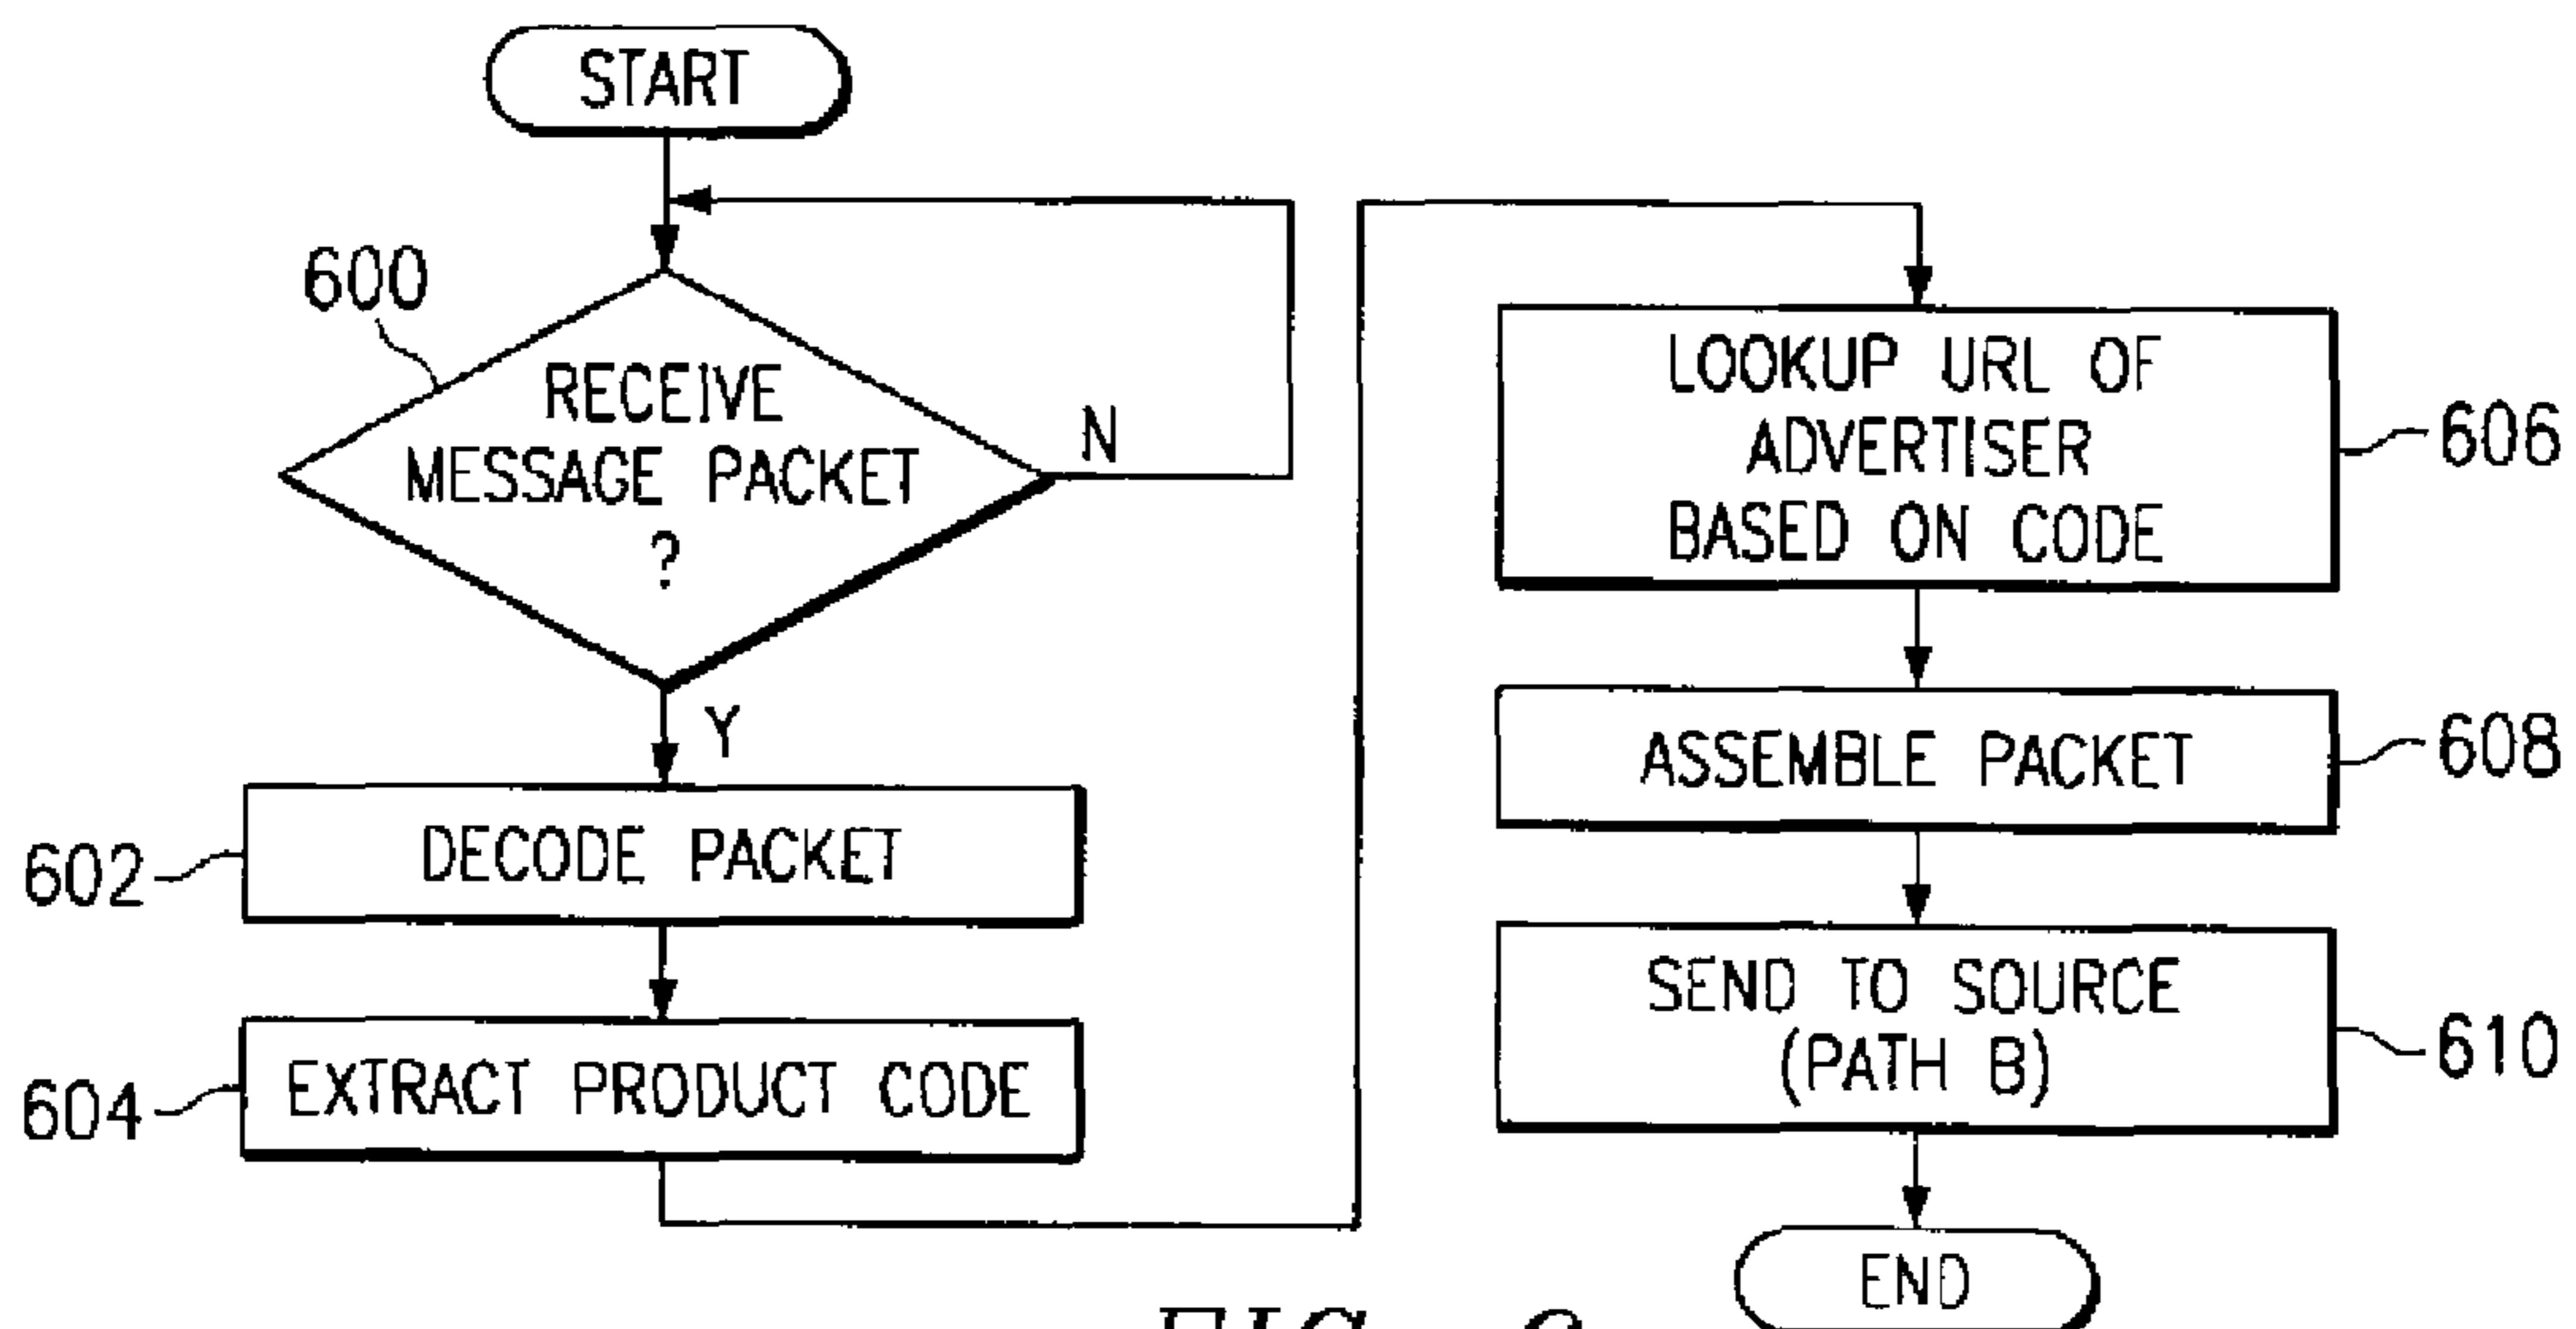 START
600
RECEIVE
MESSAGE PACKET
?
N
Y
602
DECODE PACKET
604
EXTRACT PRODUCT CODE
LOOKUP URL OF
ADVERTISER
BASED ON CODE
606
ASSEMBLE PACKET
608
SEND TO SOURCE
(PATH B)
610
END
FIG.